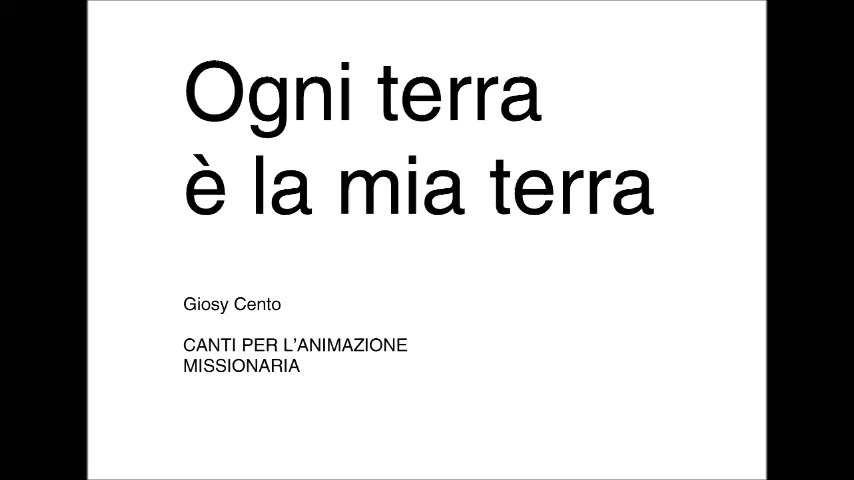 Ogni terra
è la mia terra
Giosy Cento
CANTI PER L’ANIMAZIONE
MISSIONARIA